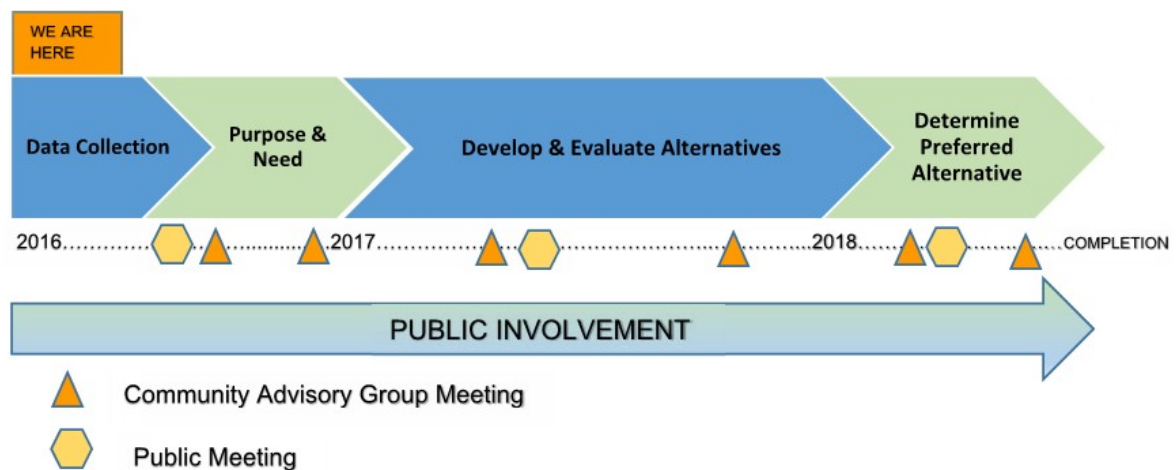 WE ARE
HERE
Data Collection
Purpose &
Need
Develop & Evaluate Alternatives
Determine
Preferred
Alternative
2016
2017
2018
COMPLETION
PUBLIC INVOLVEMENT
Community Advisory Group Meeting
Public Meeting